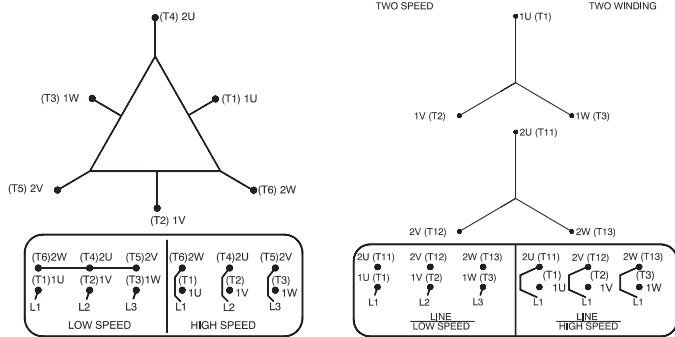 (T4) 2U
(T3) 1W
(T1) 1U
(T5) 2V
(T6) 2W
(T2) 1V
(T6)2W (T4)2U (T5)2V
(T1)1U (T2)1V (T3)1W
L1 L2 L3
LOW SPEED
(T6)2W (T4)2U (T5)2V
(T1) (T2) (T3)
1U 1V 1W
L1 L2 L3
HIGH SPEED
TWO SPEED TWO WINDING
1U (T1)
1V (T2) 1W (T3)
2U (T11)
2V (T12) 2W (T13)
2U (T11) 2V (T12) 2W (T13)
1U (T1) 1V (T2) 1W (T3)
L1 L2 L3
LINE
LOW SPEED
2U (T11) 2V (T12) 2W (T13)
(T1) (T2) (T3)
1U 1V 1W
L1 L1 L1
LINE
HIGH SPEED